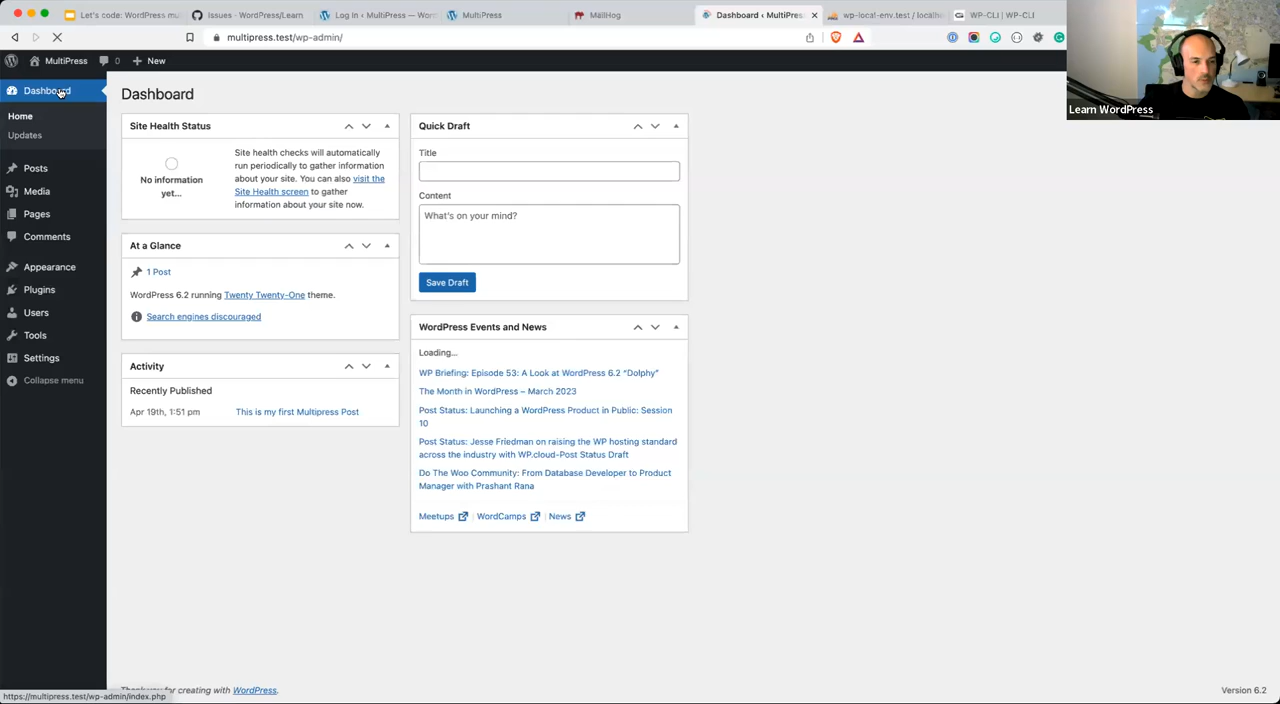 Let's code: WordPress mul
Issues · WordPress/Learn
Log In ‹ MultiPress — Wor
MultiPress
MailHog
Dashboard ‹ MultiPres
wp-local-env.test / localh
WP-CLI | WP-CLI
multipress.test/wp-admin/
MultiPress
0
New
Learn WordPress
Dashboard
Home
Updates
Posts
Media
Pages
Comments
Appearance
Plugins
Users
Tools
Settings
Collapse menu
Dashboard
Site Health Status
No information
yet...
Site health checks will automatically
run periodically to gather information
about your site. You can also visit the
Site Health screen to gather
information about your site now.
At a Glance
1 Post
WordPress 6.2 running Twenty Twenty-One theme.
Search engines discouraged
Activity
Recently Published
Apr 19th, 1:51 pm
This is my first Multipress Post
Quick Draft
Title
Content
What's on your mind?
Save Draft
WordPress Events and News
Loading...
WP Briefing: Episode 53: A Look at WordPress 6.2 "Dolphy"
The Month in WordPress – March 2023
Post Status: Launching a WordPress Product in Public: Session
10
Post Status: Jesse Friedman on raising the WP hosting standard
across the industry with WP.cloud-Post Status Draft
Do The Woo Community: From Database Developer to Product
Manager with Prashant Rana
Meetups | WordCamps | News
Thank you for creating with WordPress.
Version 6.2
https://multipress.test/wp-admin/index.php